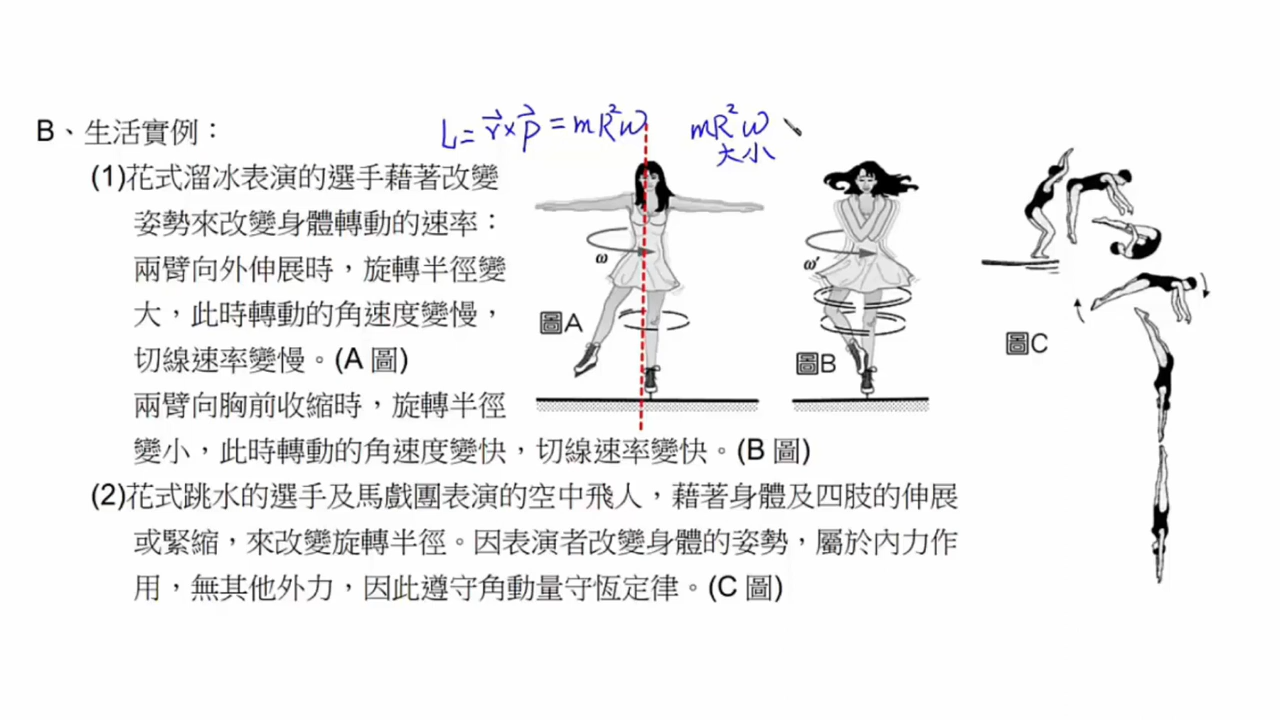 B、生活實例：
L = r⃗ × p⃗ = mR²ω
mR²ω
大小
(1)花式溜冰表演的選手藉著改變
姿勢來改變身體轉動的速率：
兩臂向外伸展時，旋轉半徑變
大，此時轉動的角速度變慢，
切線速率變慢。(A 圖)
兩臂向胸前收縮時，旋轉半徑
變小，此時轉動的角速度變快，切線速率變快。(B 圖)
ω
圖A
ω′
圖B
圖C
(2)花式跳水的選手及馬戲團表演的空中飛人，藉著身體及四肢的伸展
或緊縮，來改變旋轉半徑。因表演者改變身體的姿勢，屬於內力作
用，無其他外力，因此遵守角動量守恆定律。(C 圖)